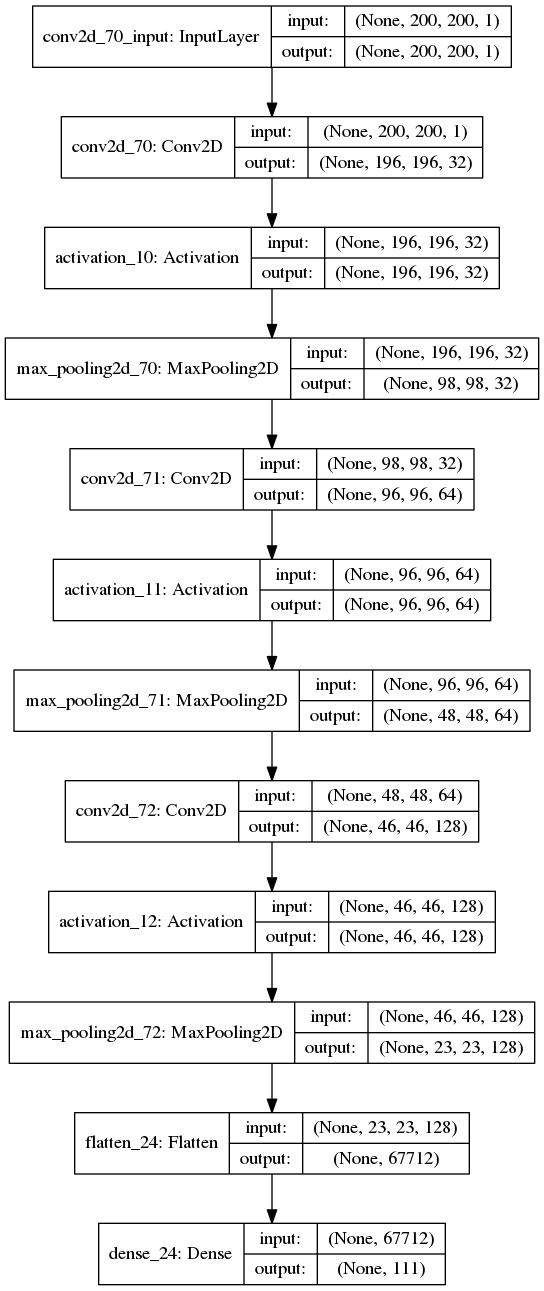 conv2d_70_input: InputLayer
input: (None, 200, 200, 1)
output: (None, 200, 200, 1)
conv2d_70: Conv2D
input: (None, 200, 200, 1)
output: (None, 196, 196, 32)
activation_10: Activation
input: (None, 196, 196, 32)
output: (None, 196, 196, 32)
max_pooling2d_70: MaxPooling2D
input: (None, 196, 196, 32)
output: (None, 98, 98, 32)
conv2d_71: Conv2D
input: (None, 98, 98, 32)
output: (None, 96, 96, 64)
activation_11: Activation
input: (None, 96, 96, 64)
output: (None, 96, 96, 64)
max_pooling2d_71: MaxPooling2D
input: (None, 96, 96, 64)
output: (None, 48, 48, 64)
conv2d_72: Conv2D
input: (None, 48, 48, 64)
output: (None, 46, 46, 128)
activation_12: Activation
input: (None, 46, 46, 128)
output: (None, 46, 46, 128)
max_pooling2d_72: MaxPooling2D
input: (None, 46, 46, 128)
output: (None, 23, 23, 128)
flatten_24: Flatten
input: (None, 23, 23, 128)
output: (None, 67712)
dense_24: Dense
input: (None, 67712)
output: (None, 111)